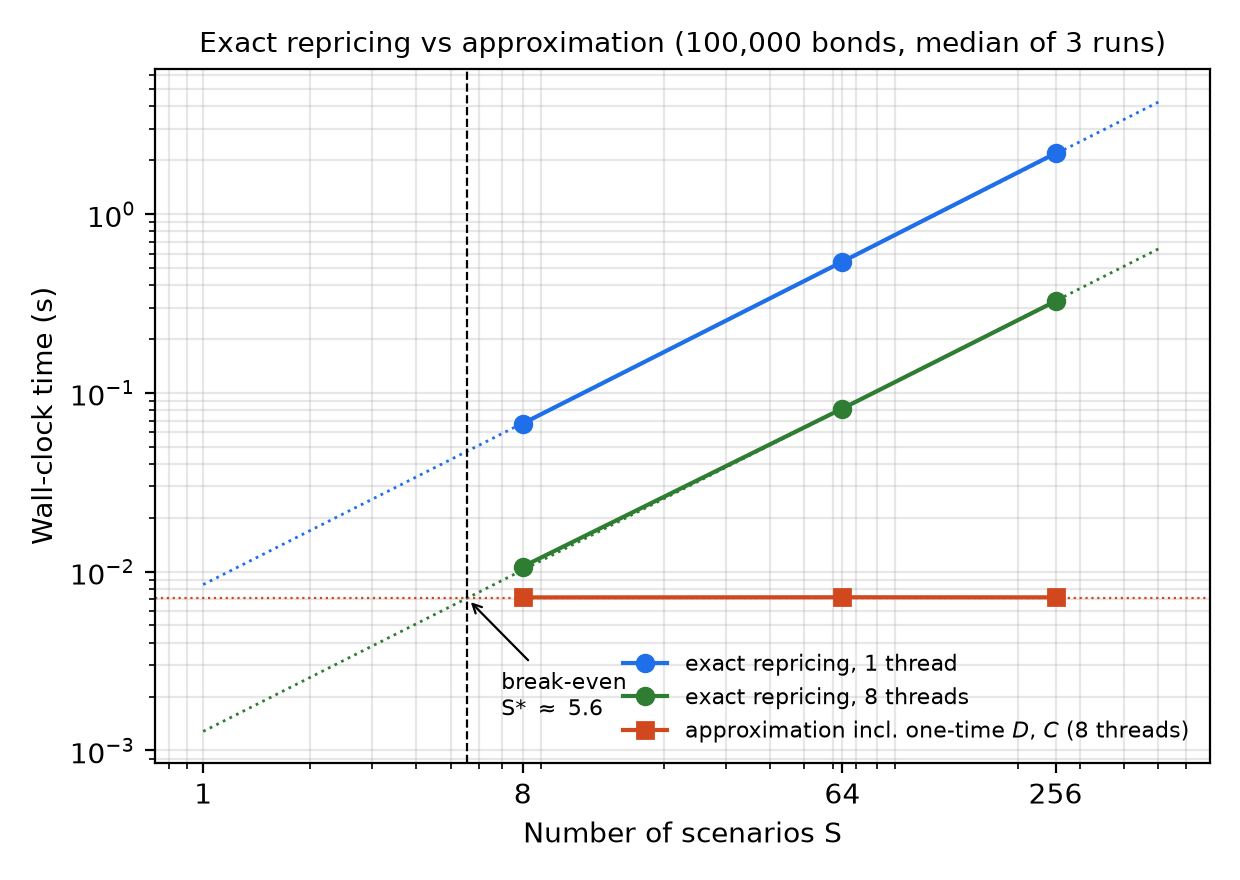 Exact repricing vs approximation (100,000 bonds, median of 3 runs)
Wall-clock time (s)
10⁰
10⁻¹
10⁻²
10⁻³
break-even
S* ≈ 5.6
exact repricing, 1 thread
exact repricing, 8 threads
approximation incl. one-time D, C (8 threads)
1 8 64 256
Number of scenarios S